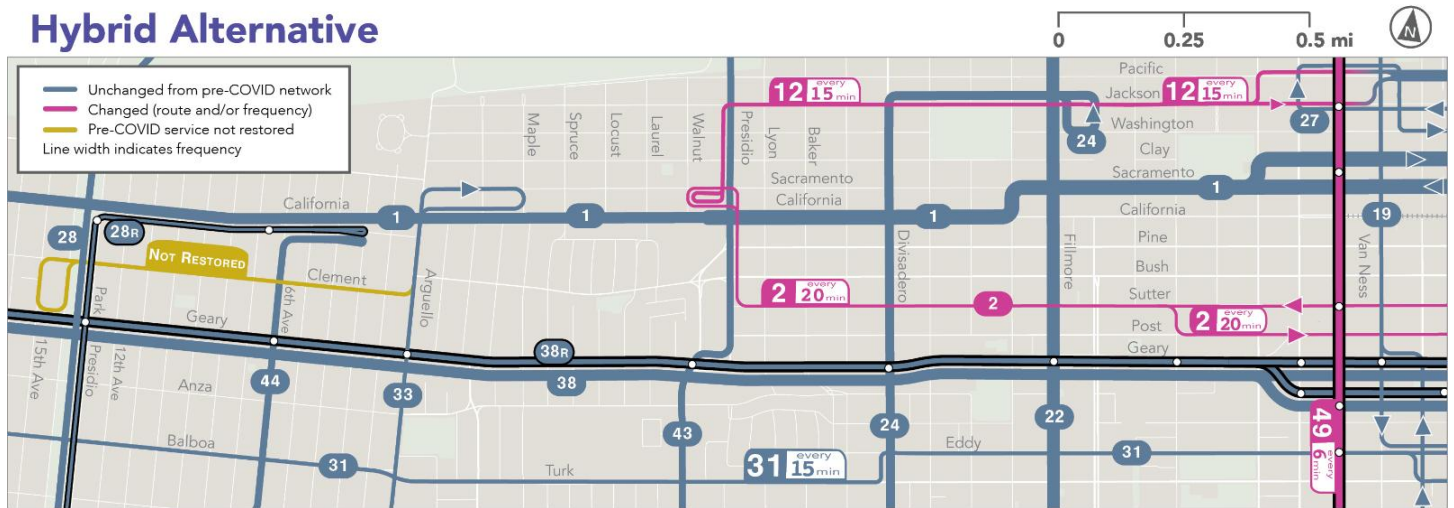 Hybrid Alternative
0 0.25 0.5 mi
N
Unchanged from pre-COVID network
Changed (route and/or frequency)
Pre-COVID service not restored
Line width indicates frequency
Pacific
12 every 15 min
Jackson
12 every 15 min
27
Washington
24
Clay
Maple
Spruce
Locust
Laurel
Walnut
Presidio
Lyon
Baker
Sacramento
California
Sacramento
1
California
1
1
1
California
19
28
28R
NOT RESTORED
Clement
Arguello
Divisadero
Fillmore
Pine
Van Ness
Bush
2 every 20 min
2
Sutter
2 every 20 min
Post
Geary
Park Presidio
6th Ave
Geary
15th Ave
12th Ave
38R
38
Anza
44
33
43
24
22
49 every 6 min
Balboa
31
Turk
31 every 15 min
Eddy
31